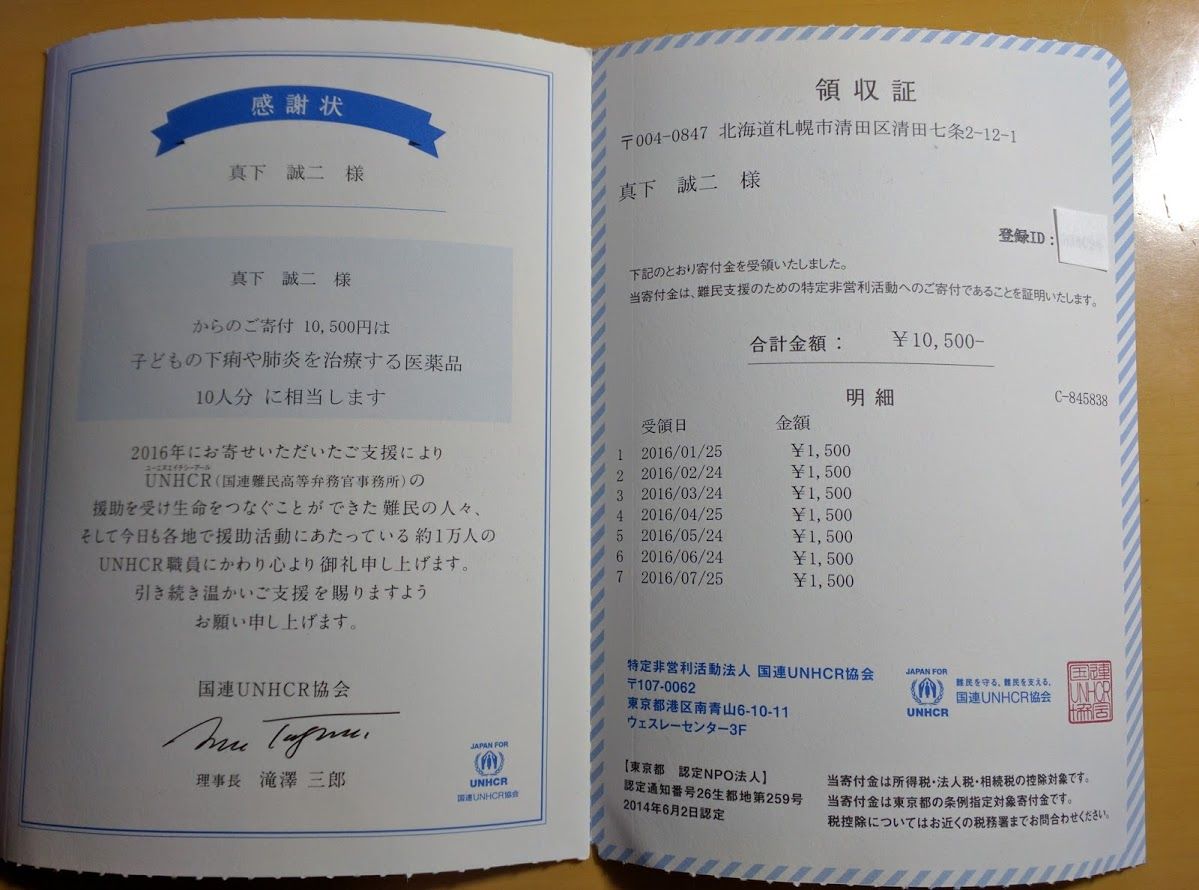 感謝状
真下 誠二 様
真下 誠二 様
からのご寄付 10,500円は
子どもの下痢や肺炎を治療する医薬品
10人分 に相当します
2016年にお寄せいただいたご支援により
ユーエヌエイチシーアール
UNHCR(国連難民高等弁務官事務所)の
援助を受け生命をつなぐことができた難民の人々、
そして今日も各地で援助活動にあたっている約1万人の
UNHCR職員にかわり心より御礼申し上げます。
引き続き温かいご支援を賜りますよう
お願い申し上げます。
国連UNHCR協会
理事長 滝澤 三郎
JAPAN FOR
UNHCR
国連UNHCR協会
領収証
〒004-0847 北海道札幌市清田区清田七条2-12-1
真下 誠二 様
登録ID:
下記のとおり寄付金を受領いたしました。
当寄付金は、難民支援のための特定非営利活動へのご寄付であることを証明いたします。
合計金額: ¥10,500-
明細 C-845838
受領日 金額
1 2016/01/25 ¥1,500
2 2016/02/24 ¥1,500
3 2016/03/24 ¥1,500
4 2016/04/25 ¥1,500
5 2016/05/24 ¥1,500
6 2016/06/24 ¥1,500
7 2016/07/25 ¥1,500
特定非営利活動法人 国連UNHCR協会
〒107-0062
東京都港区南青山6-10-11
ウェスレーセンター3F
JAPAN FOR
UNHCR
難民を守る。難民を支える。
国連UNHCR協会
【東京都 認定NPO法人】
認定通知番号26生都地第259号
2014年6月2日認定
当寄付金は所得税・法人税・相続税の控除対象です。
当寄付金は東京都の条例指定対象寄付金です。
税控除についてはお近くの税務署までお問合わせください。